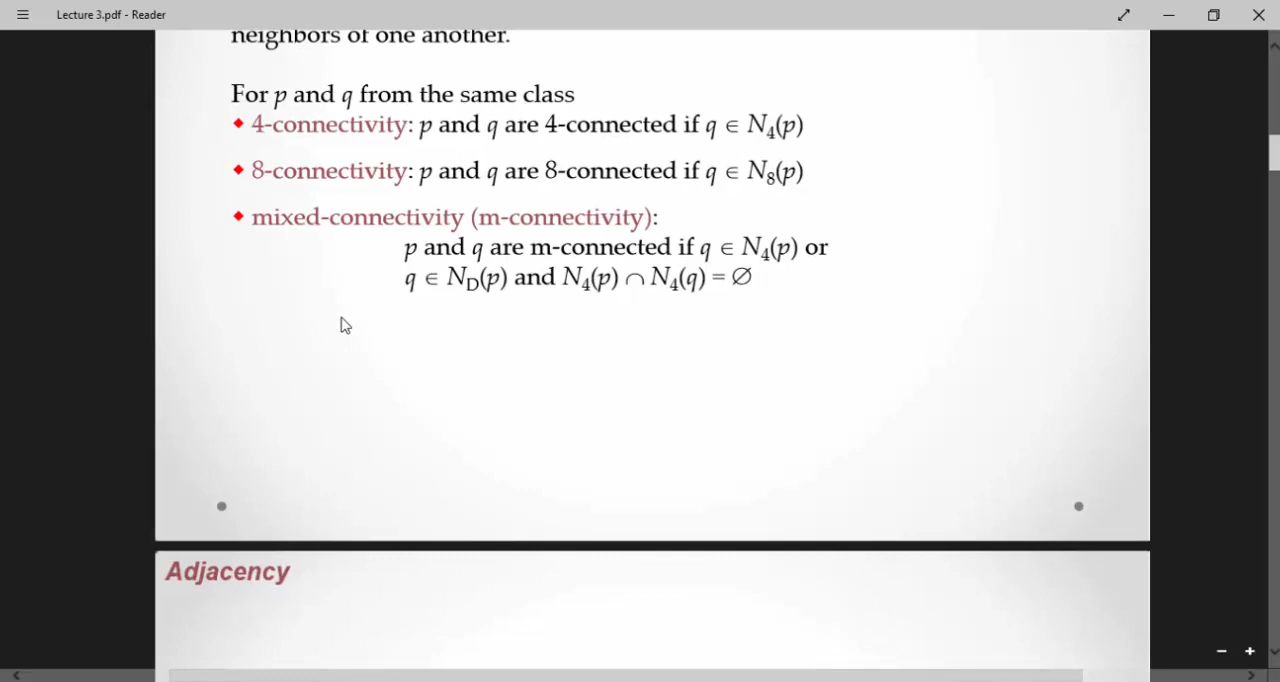 Lecture 3.pdf - Reader
neighbors of one another.
For p and q from the same class
4-connectivity: p and q are 4-connected if q ∈ N₄(p)
8-connectivity: p and q are 8-connected if q ∈ N₈(p)
mixed-connectivity (m-connectivity):
p and q are m-connected if q ∈ N₄(p) or
q ∈ N_D(p) and N₄(p) ∩ N₄(q) = ∅
Adjacency